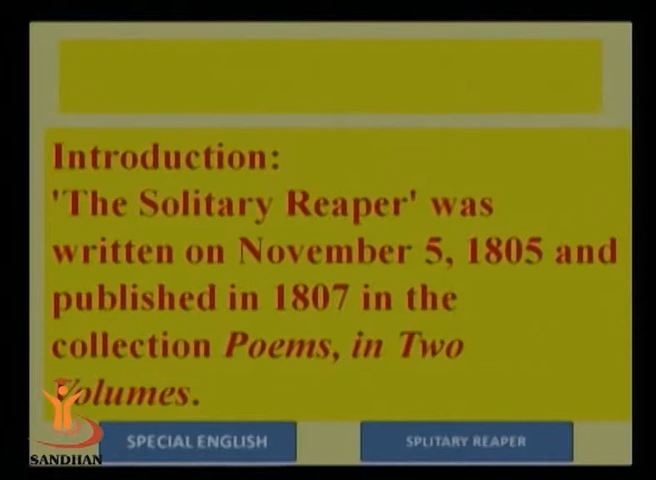 Introduction:
'The Solitary Reaper' was
written on November 5, 1805 and
published in 1807 in the
collection Poems, in Two
Volumes.
SPECIAL ENGLISH
SPLITARY REAPER
SANDHAN